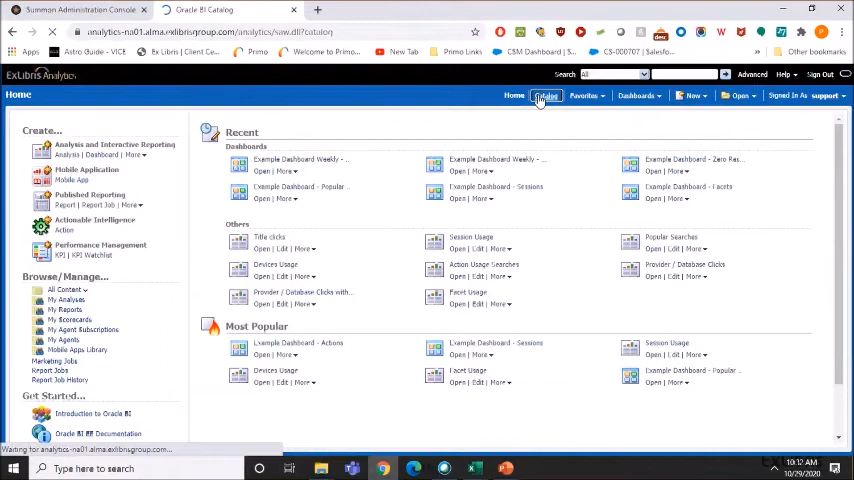 Summon Administration Console
Oracle BI Catalog
analytics-na01.alma.exlibrisgroup.com/analytics/saw.dll?catalog
Apps Astro Guide - VICE Ex Libris | Client Ce... Primo Welcome to Primo... New Tab Primo Links CSM Dashboard | S... CS-000707 | Salesfo... Other bookmarks
ExLibris Analytics Search All Advanced Help Sign Out
Home Home Catalog Favorites Dashboards New Open Signed In As support
Create...
Analysis and Interactive Reporting
Analysis | Dashboard | More
Mobile Application
Mobile App
Published Reporting
Report | Report Job | More
Actionable Intelligence
Action
Performance Management
KPI | KPI Watchlist
Browse/Manage...
All Content
My Analyses
My Reports
My Scorecards
My Agent Subscriptions
My Agents
Mobile Apps Library
Marketing Jobs
Report Jobs
Report Job History
Get Started...
Introduction to Oracle BI
Oracle BI EE Documentation
Recent
Dashboards
Example Dashboard Weekly - ... Example Dashboard Weekly - ... Example Dashboard - Zero Res...
Open | More Open | More Open | More
Example Dashboard - Popular ... Example Dashboard - Sessions Example Dashboard - Facets
Open | More Open | More Open | More
Others
Title clicks Session Usage Popular Searches
Open | Edit | More Open | Edit | More Open | Edit | More
Devices Usage Action Usage Searches Provider / Database Clicks
Open | Edit | More Open | Edit | More Open | Edit | More
Provider / Database Clicks with... Facet Usage
Open | Edit | More Open | Edit | More
Most Popular
Example Dashboard - Actions Example Dashboard - Sessions Session Usage
Open | More Open | More Open | Edit | More
Devices Usage Facet Usage Example Dashboard - Popular ...
Open | Edit | More Open | Edit | More Open | More
Waiting for analytics-na01.alma.exlibrisgroup.com...
Type here to search
10:32 AM
10/29/2020